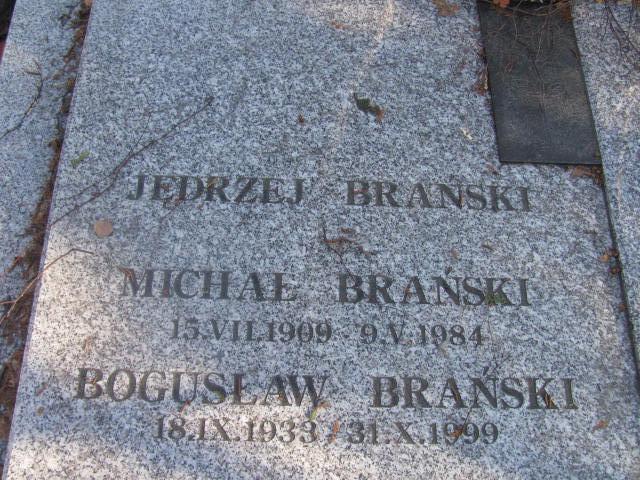 JĘDRZEJ BRAŃSKI
MICHAŁ BRAŃSKI
15.VII.1909 - 9.V.1984
BOGUSŁAW BRAŃSKI
18.IX.1933 / 31.X.1999